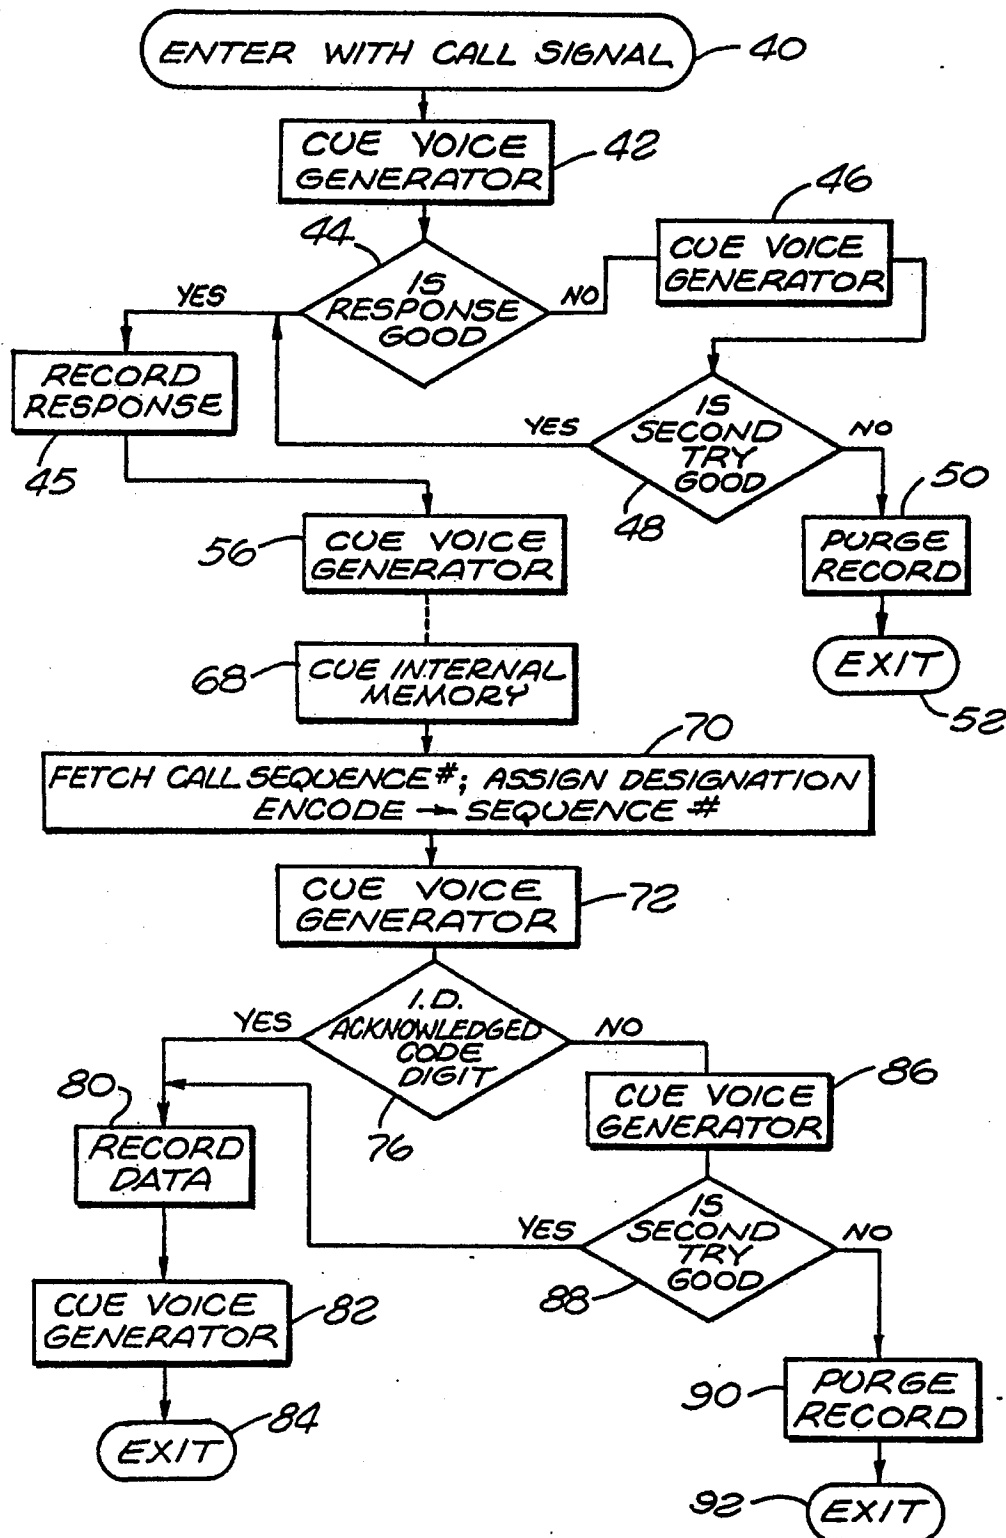 ENTER WITH CALL SIGNAL
40
CUE VOICE
GENERATOR
42
44
IS
RESPONSE
GOOD
YES
NO
46
CUE VOICE
GENERATOR
RECORD
RESPONSE
45
IS
SECOND
TRY
GOOD
YES
NO
48
50
PURGE
RECORD
EXIT
52
56
CUE VOICE
GENERATOR
68
CUE INTERNAL
MEMORY
70
FETCH CALL SEQUENCE #; ASSIGN DESIGNATION
ENCODE → SEQUENCE #
CUE VOICE
GENERATOR
72
I.D.
ACKNOWLEDGED
CODE
DIGIT
YES
NO
76
80
RECORD
DATA
86
CUE VOICE
GENERATOR
IS
SECOND
TRY
GOOD
YES
NO
88
CUE VOICE
GENERATOR
82
EXIT
84
90
PURGE
RECORD
92
EXIT